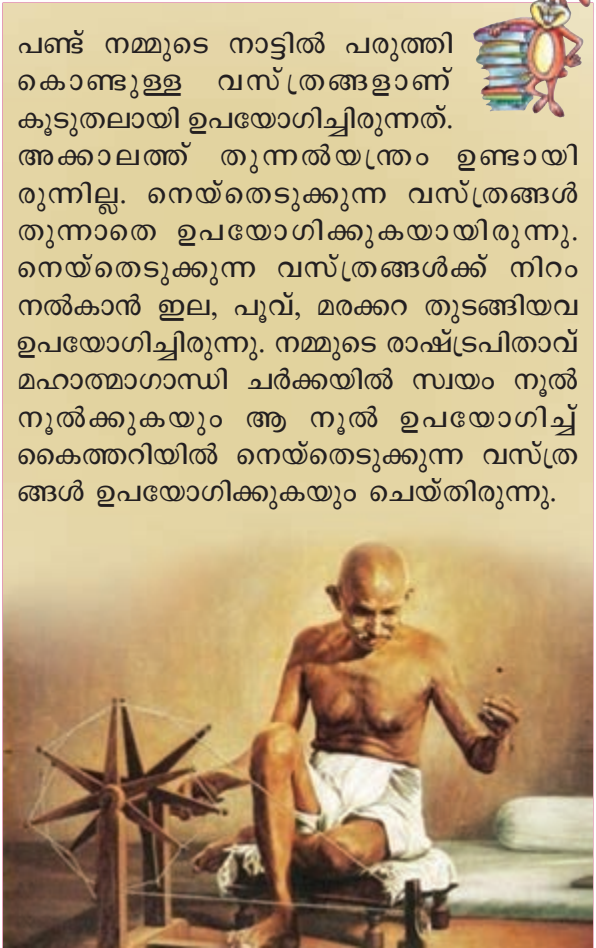 പണ്ട് നമ്മുടെ നാട്ടിൽ പരുത്തി
കൊണ്ടുള്ള വസ്ത്രങ്ങളാണ്
കൂടുതലായി ഉപയോഗിച്ചിരുന്നത്.
അക്കാലത്ത് തുന്നൽയന്ത്രം ഉണ്ടായി
രുന്നില്ല. നെയ്തെടുക്കുന്ന വസ്ത്രങ്ങൾ
തുന്നാതെ ഉപയോഗിക്കുകയായിരുന്നു.
നെയ്തെടുക്കുന്ന വസ്ത്രങ്ങൾക്ക് നിറം
നൽകാൻ ഇല, പൂവ്, മരക്കറ തുടങ്ങിയവ
ഉപയോഗിച്ചിരുന്നു. നമ്മുടെ രാഷ്ട്രപിതാവ്
മഹാത്മാഗാന്ധി ചർക്കയിൽ സ്വയം നൂൽ
നൂൽക്കുകയും ആ നൂൽ ഉപയോഗിച്ച്
കൈത്തറിയിൽ നെയ്തെടുക്കുന്ന വസ്ത്ര
ങ്ങൾ ഉപയോഗിക്കുകയും ചെയ്തിരുന്നു.